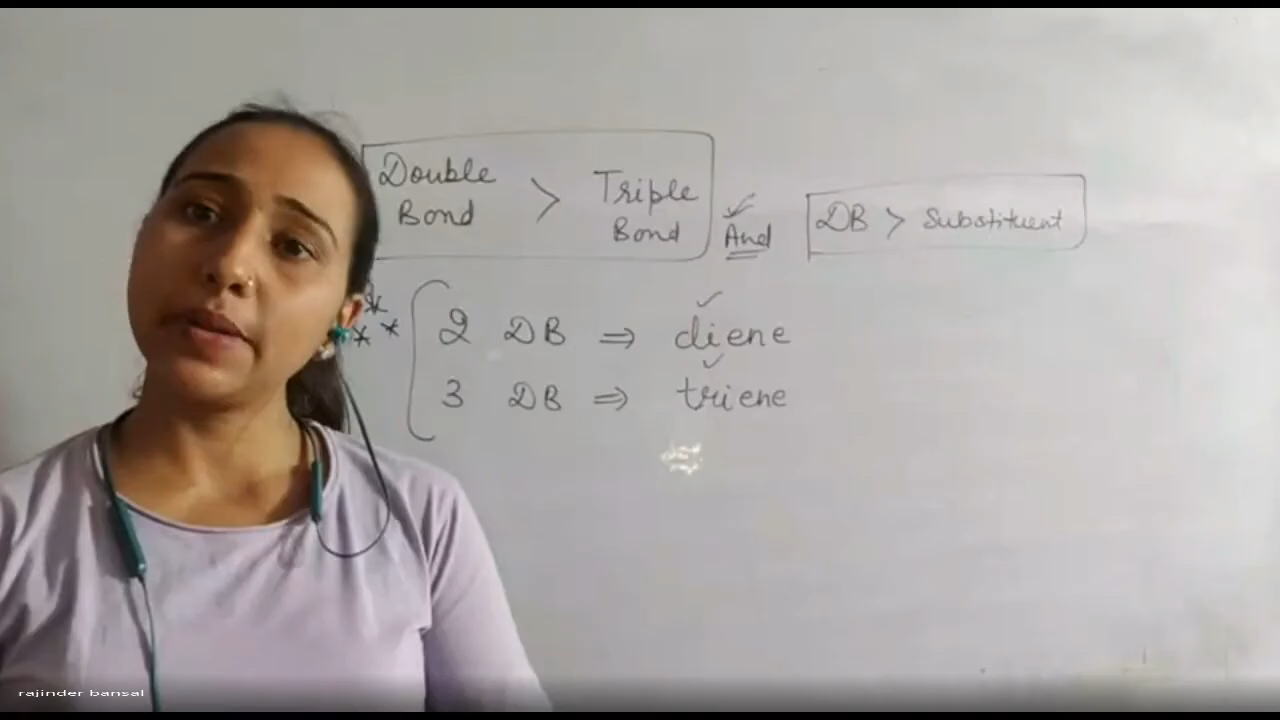 Double Bond > Triple Bond And DB > Substituent
2 DB ⇒ diene
3 DB ⇒ triene
rajinder bansal